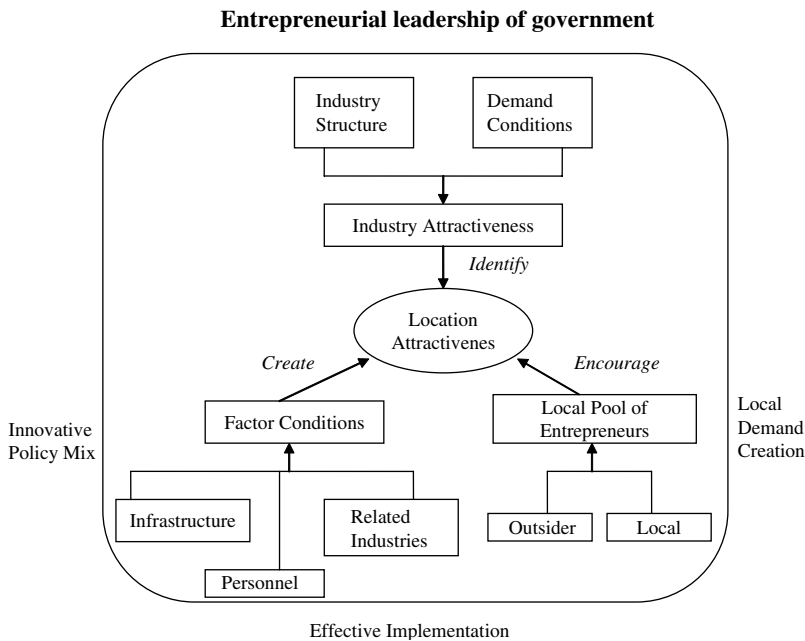 Entrepreneurial leadership of government
Industry
Structure
Demand
Conditions
Industry Attractiveness
Identify
Location
Attractivenes
Create
Encourage
Factor Conditions
Local Pool of
Entrepreneurs
Innovative
Policy Mix
Local
Demand
Creation
Infrastructure
Related
Industries
Outsider
Local
Personnel
Effective Implementation